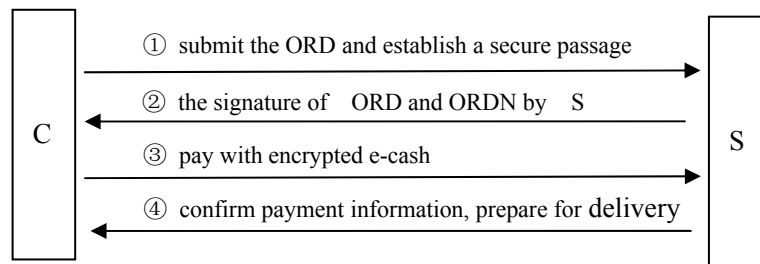 ① submit the ORD and establish a secure passage
② the signature of ORD and ORDN by S
C
③ pay with encrypted e-cash
S
④ confirm payment information, prepare for delivery